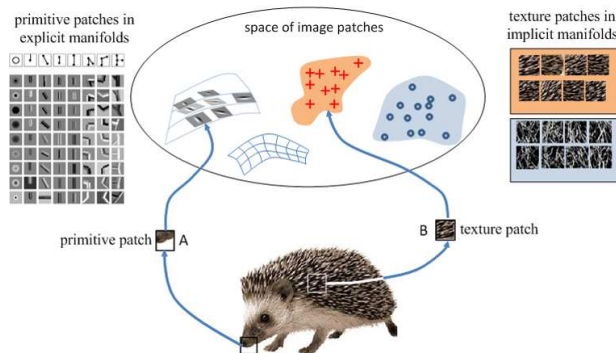 primitive patches in
explicit manifolds
space of image patches
texture patches in
implicit manifolds
primitive patch
A
B
texture patch